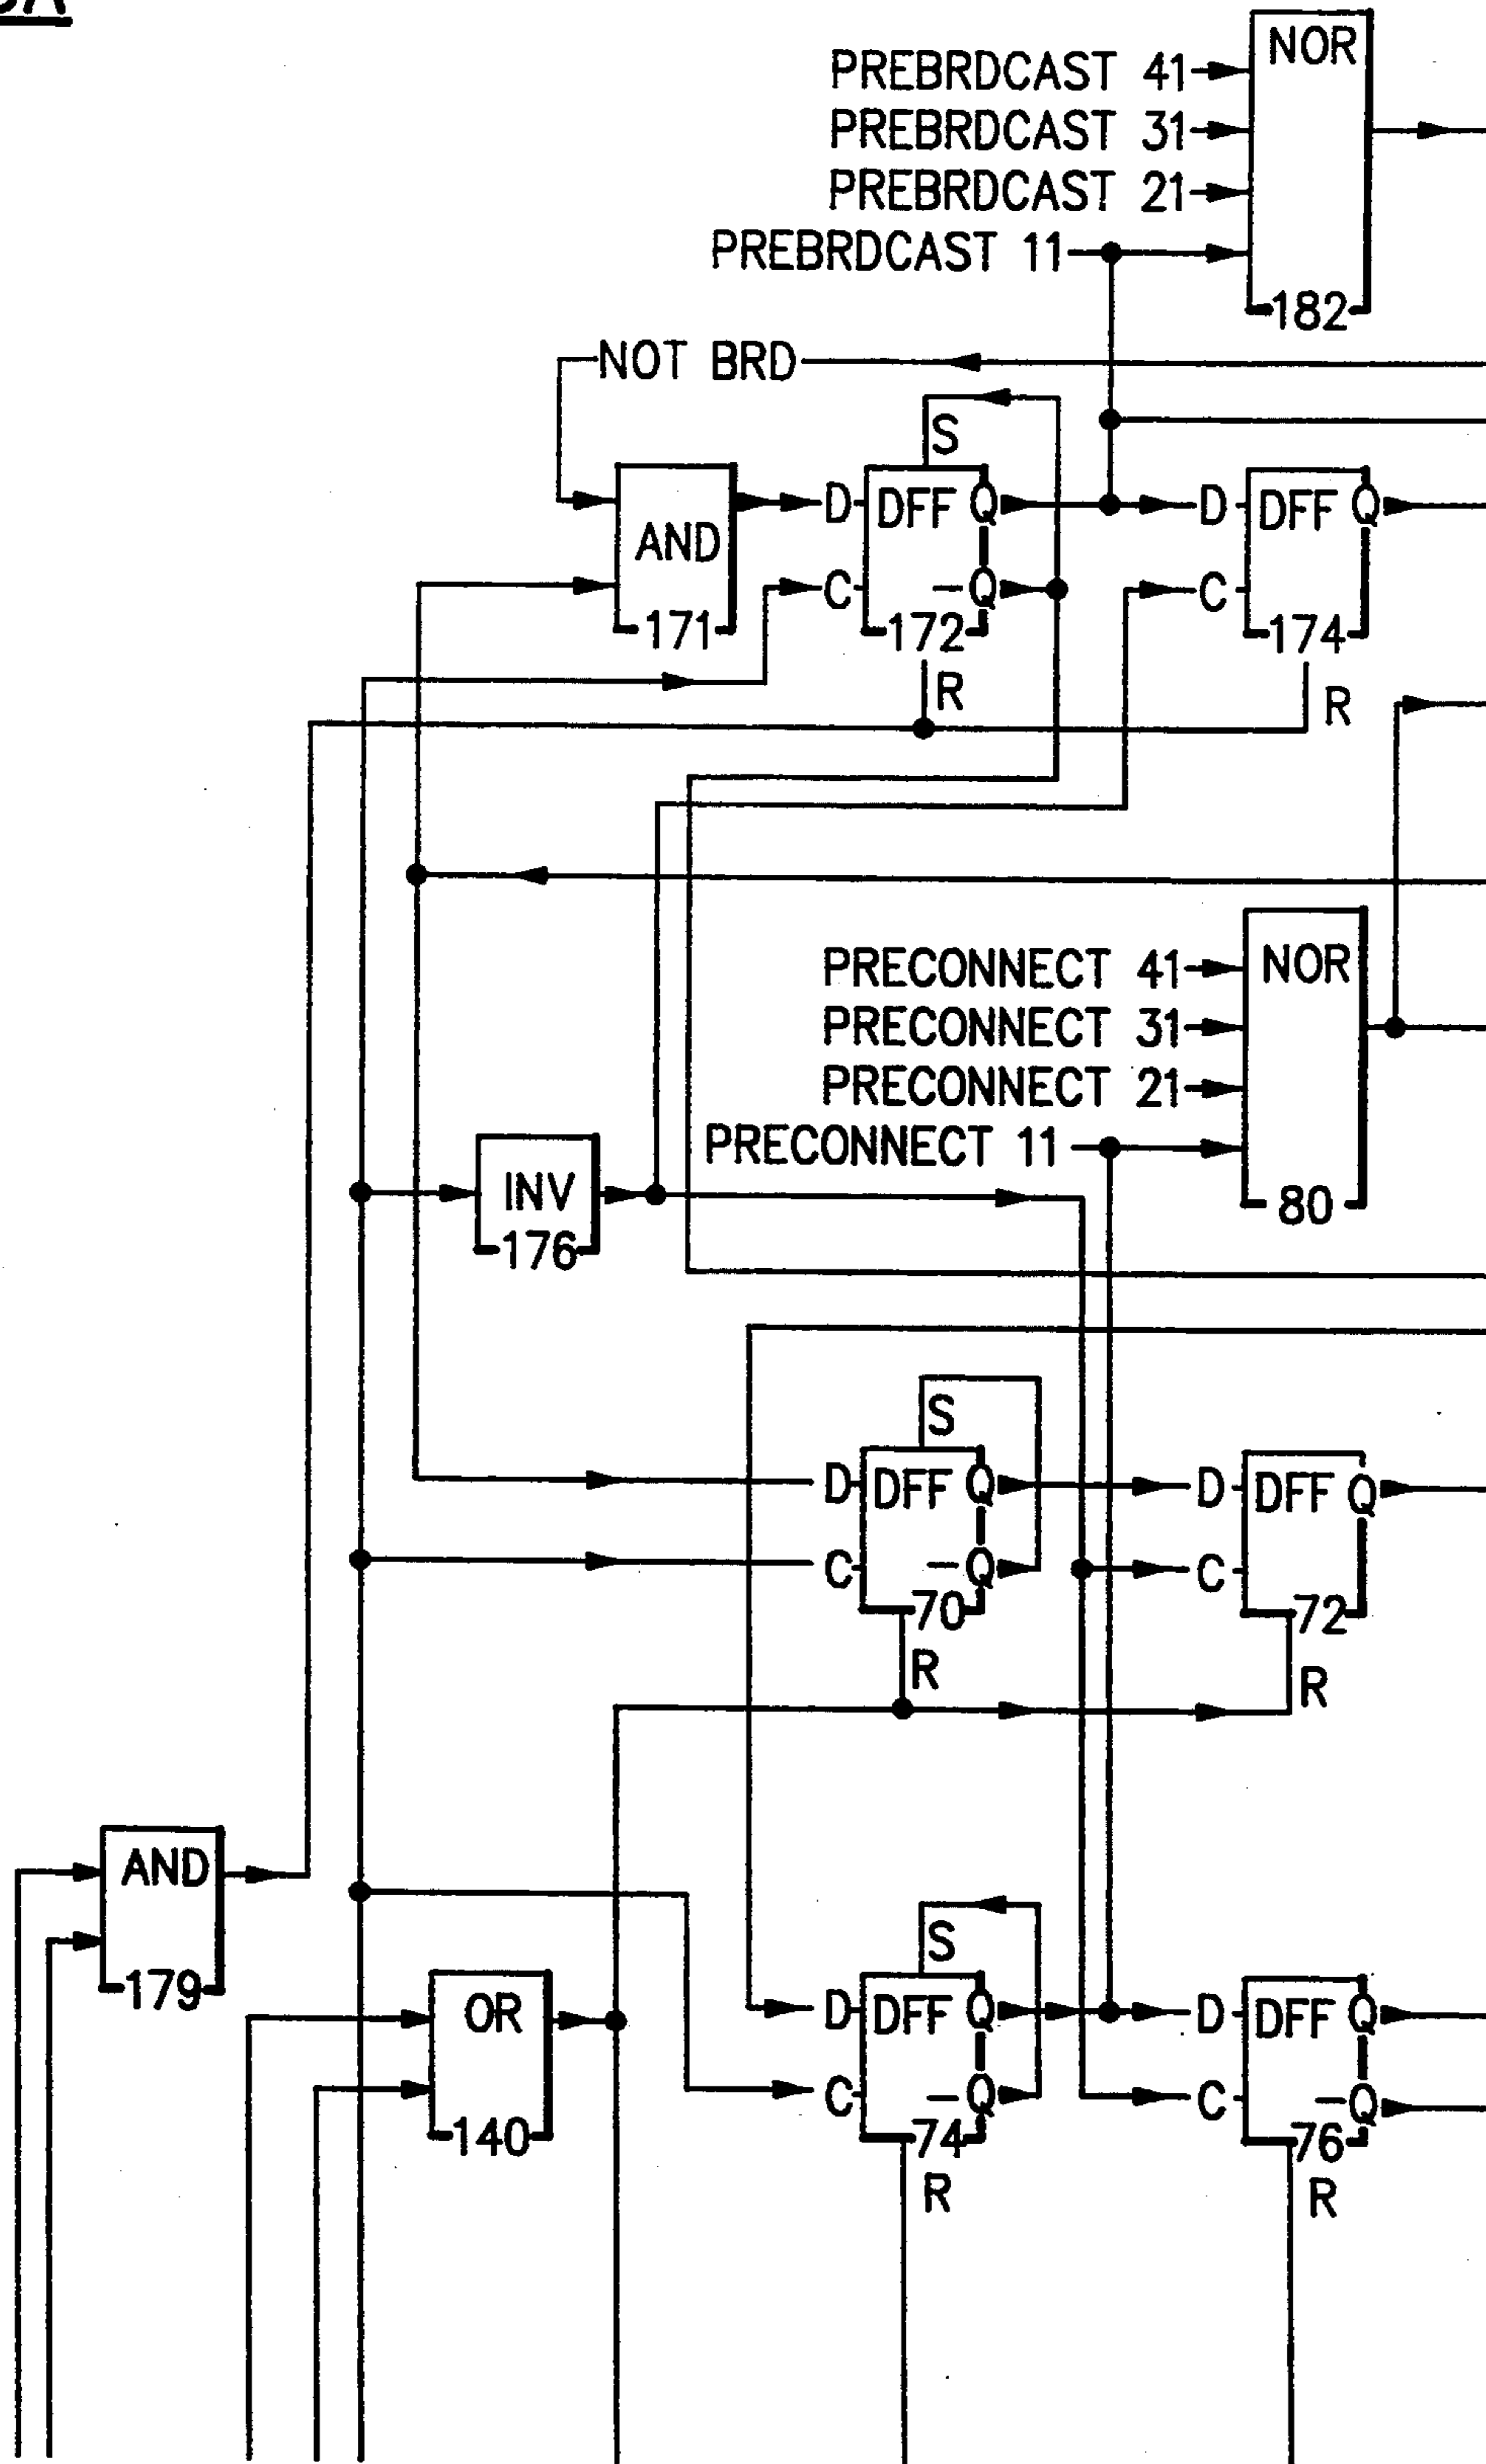 NOR
PREBRDCAST 41
PREBRDCAST 31
PREBRDCAST 21
PREBRDCAST 11
182
NOT BRD
S
D DFF Q D DFF Q
AND
C -Q C
171 172 174
R R
PRECONNECT 41 NOR
PRECONNECT 31
PRECONNECT 21
PRECONNECT 11
INV 80
176
S
D DFF Q D DFF Q
C -Q C
70 72
R R
AND
S
179
OR D DFF Q D DFF Q
C -Q C -Q
140 74 76
R R